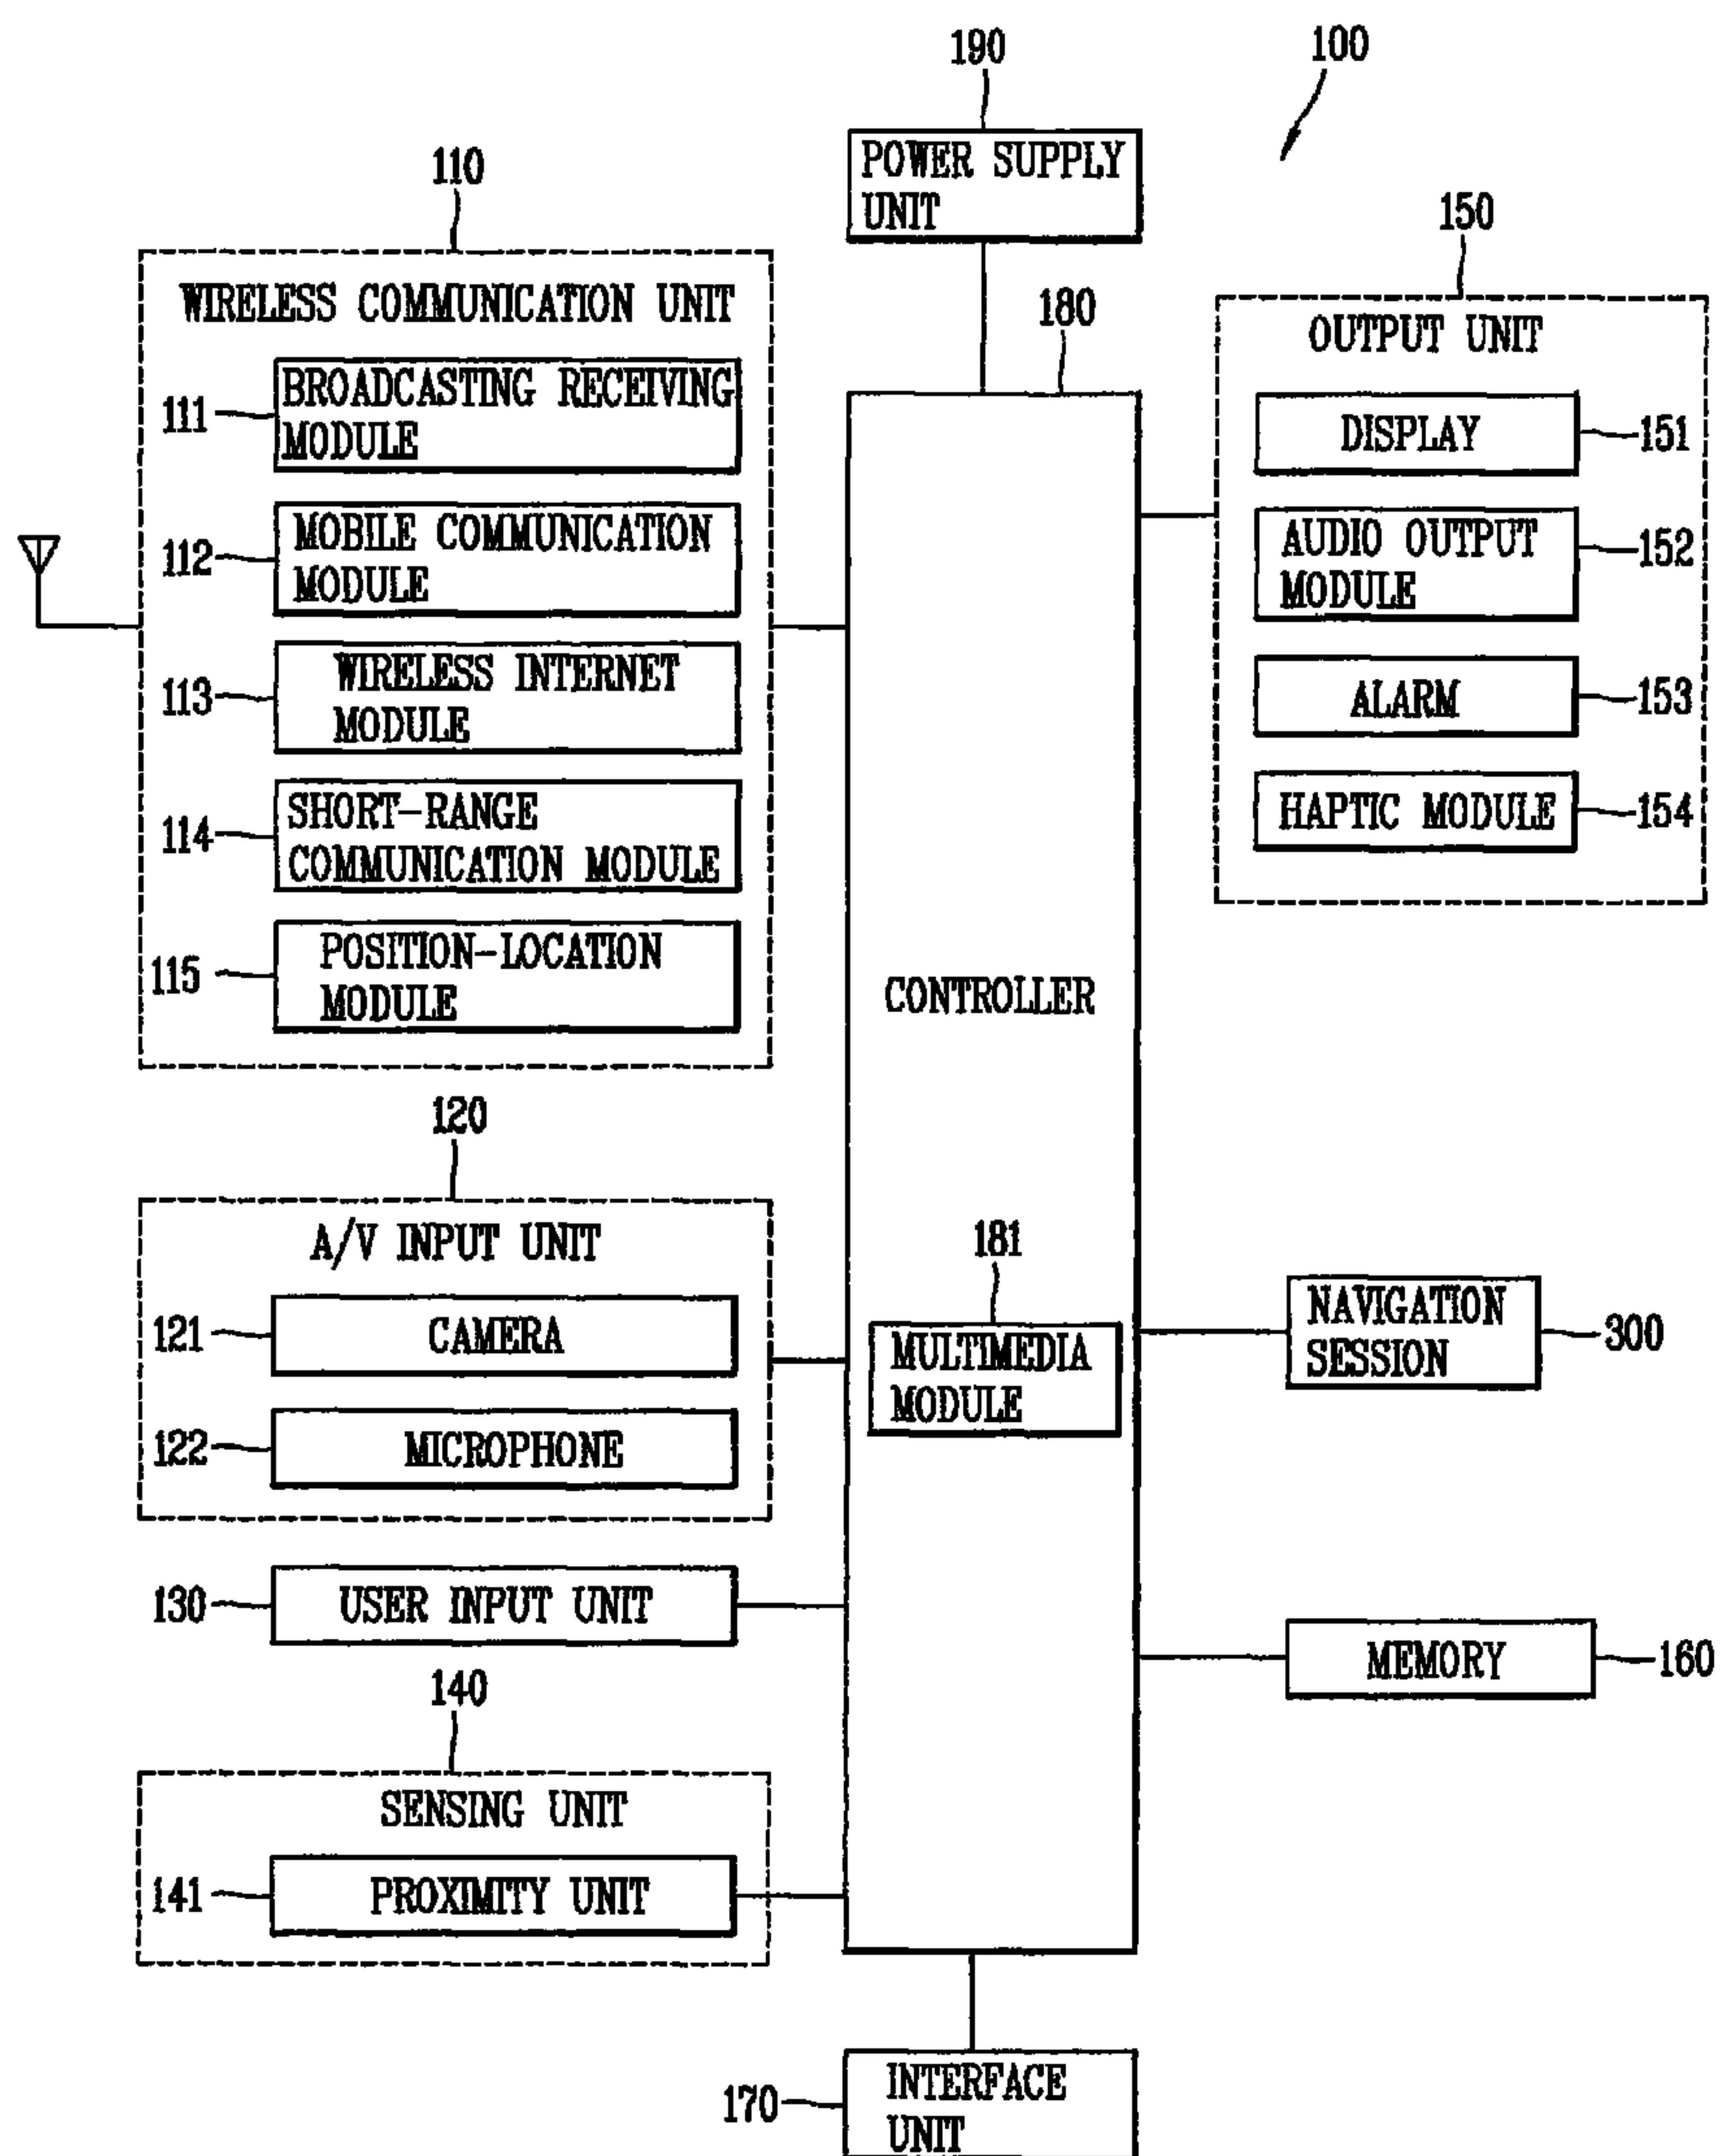 100
190
POWER SUPPLY
UNIT
110
WIRELESS COMMUNICATION UNIT
111
BROADCASTING RECEIVING
MODULE
112
MOBILE COMMUNICATION
MODULE
113
WIRELESS INTERNET
MODULE
114
SHORT-RANGE
COMMUNICATION MODULE
115
POSITION-LOCATION
MODULE
120
A/V INPUT UNIT
121
CAMERA
122
MICROPHONE
130
USER INPUT UNIT
140
SENSING UNIT
141
PROXIMITY UNIT
180
CONTROLLER
181
MULTIMEDIA
MODULE
150
OUTPUT UNIT
DISPLAY
151
AUDIO OUTPUT
MODULE
152
ALARM
153
HAPTIC MODULE
154
NAVIGATION
SESSION
300
MEMORY
160
170
INTERFACE
UNIT